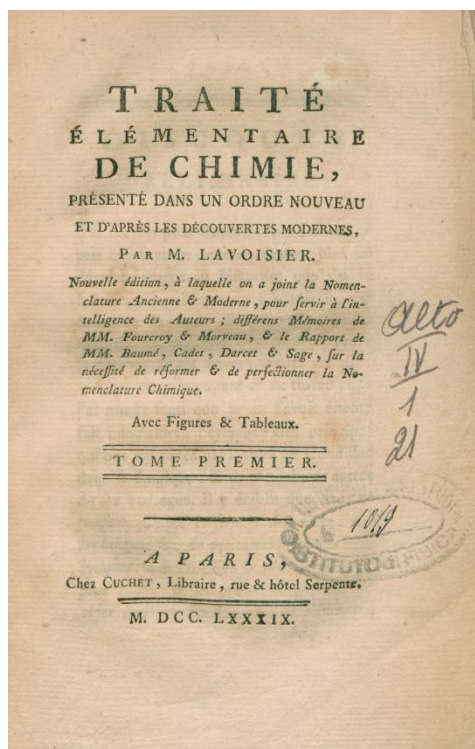 TRAITÉ
ÉLÉMENTAIRE
DE CHIMIE,
PRÉSENTÉ DANS UN ORDRE NOUVEAU
ET D'APRÈS LES DÉCOUVERTES MODERNES,
PAR M. LAVOISIER.
Nouvelle édition, à laquelle on a joint la Nomen-
clature Ancienne & Moderne, pour servir à l'in-
telligence des Auteurs; différens Mémoires de
MM. Fourcroy & Morveau, & le Rapport de
MM. Baumé, Cadet, Darcet & Sage, sur la
nécessité de réformer & de perfectionner la No-
menclature Chimique.
Avec Figures & Tableaux.
TOME PREMIER.
A PARIS,
Chez CUCHET, Libraire, rue & hôtel Serpente.
M. DCC. LXXXIX.
Alto
IV
1
21
1019
ISTITUTO